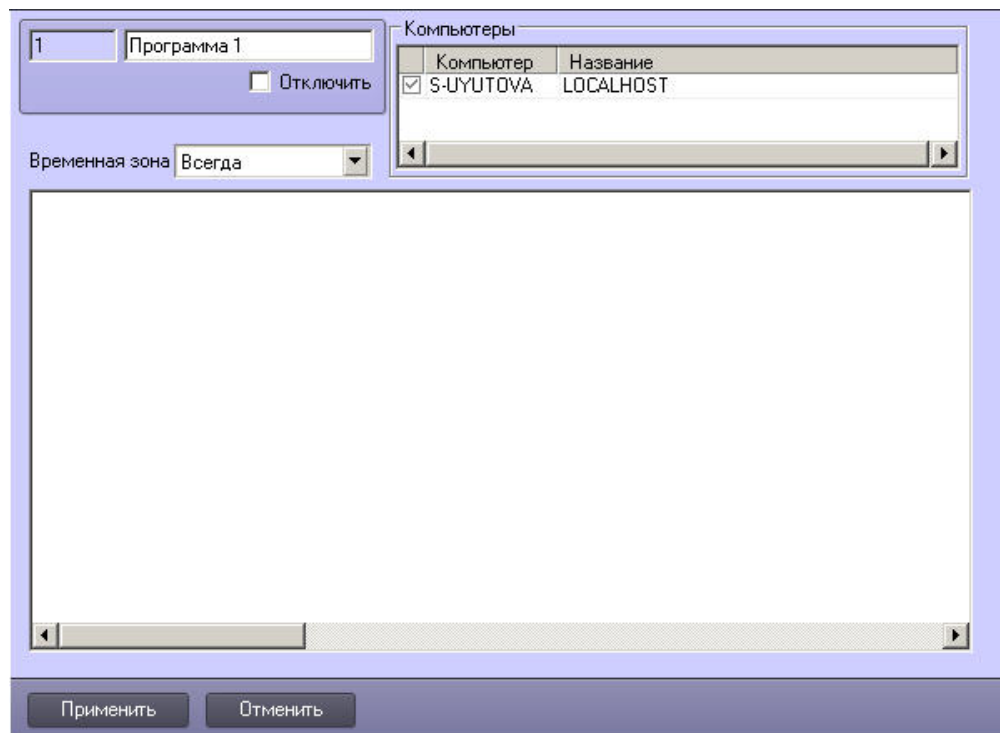 1
Программа 1
Отключить
Временная зона Всегда
Компьютеры
Компьютер Название
S-UYUTOVA LOCALHOST
Применить Отменить